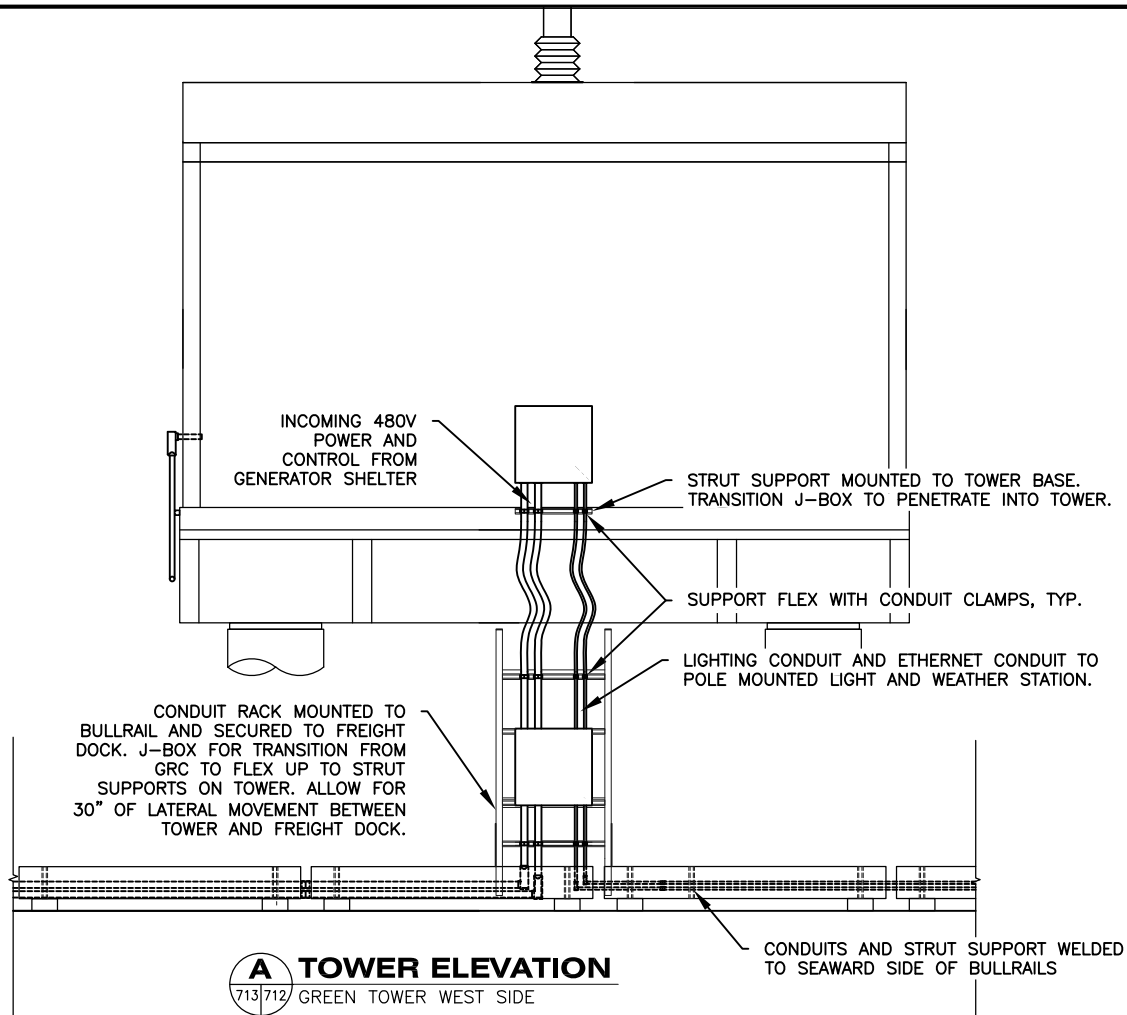 INCOMING 480V
POWER AND
CONTROL FROM
GENERATOR SHELTER
STRUT SUPPORT MOUNTED TO TOWER BASE.
TRANSITION J-BOX TO PENETRATE INTO TOWER.
SUPPORT FLEX WITH CONDUIT CLAMPS, TYP.
LIGHTING CONDUIT AND ETHERNET CONDUIT TO
POLE MOUNTED LIGHT AND WEATHER STATION.
CONDUIT RACK MOUNTED TO
BULLRAIL AND SECURED TO FREIGHT
DOCK. J-BOX FOR TRANSITION FROM
GRC TO FLEX UP TO STRUT
SUPPORTS ON TOWER. ALLOW FOR
30" OF LATERAL MOVEMENT BETWEEN
TOWER AND FREIGHT DOCK.
CONDUITS AND STRUT SUPPORT WELDED
TO SEAWARD SIDE OF BULLRAILS
A TOWER ELEVATION
713 712 GREEN TOWER WEST SIDE